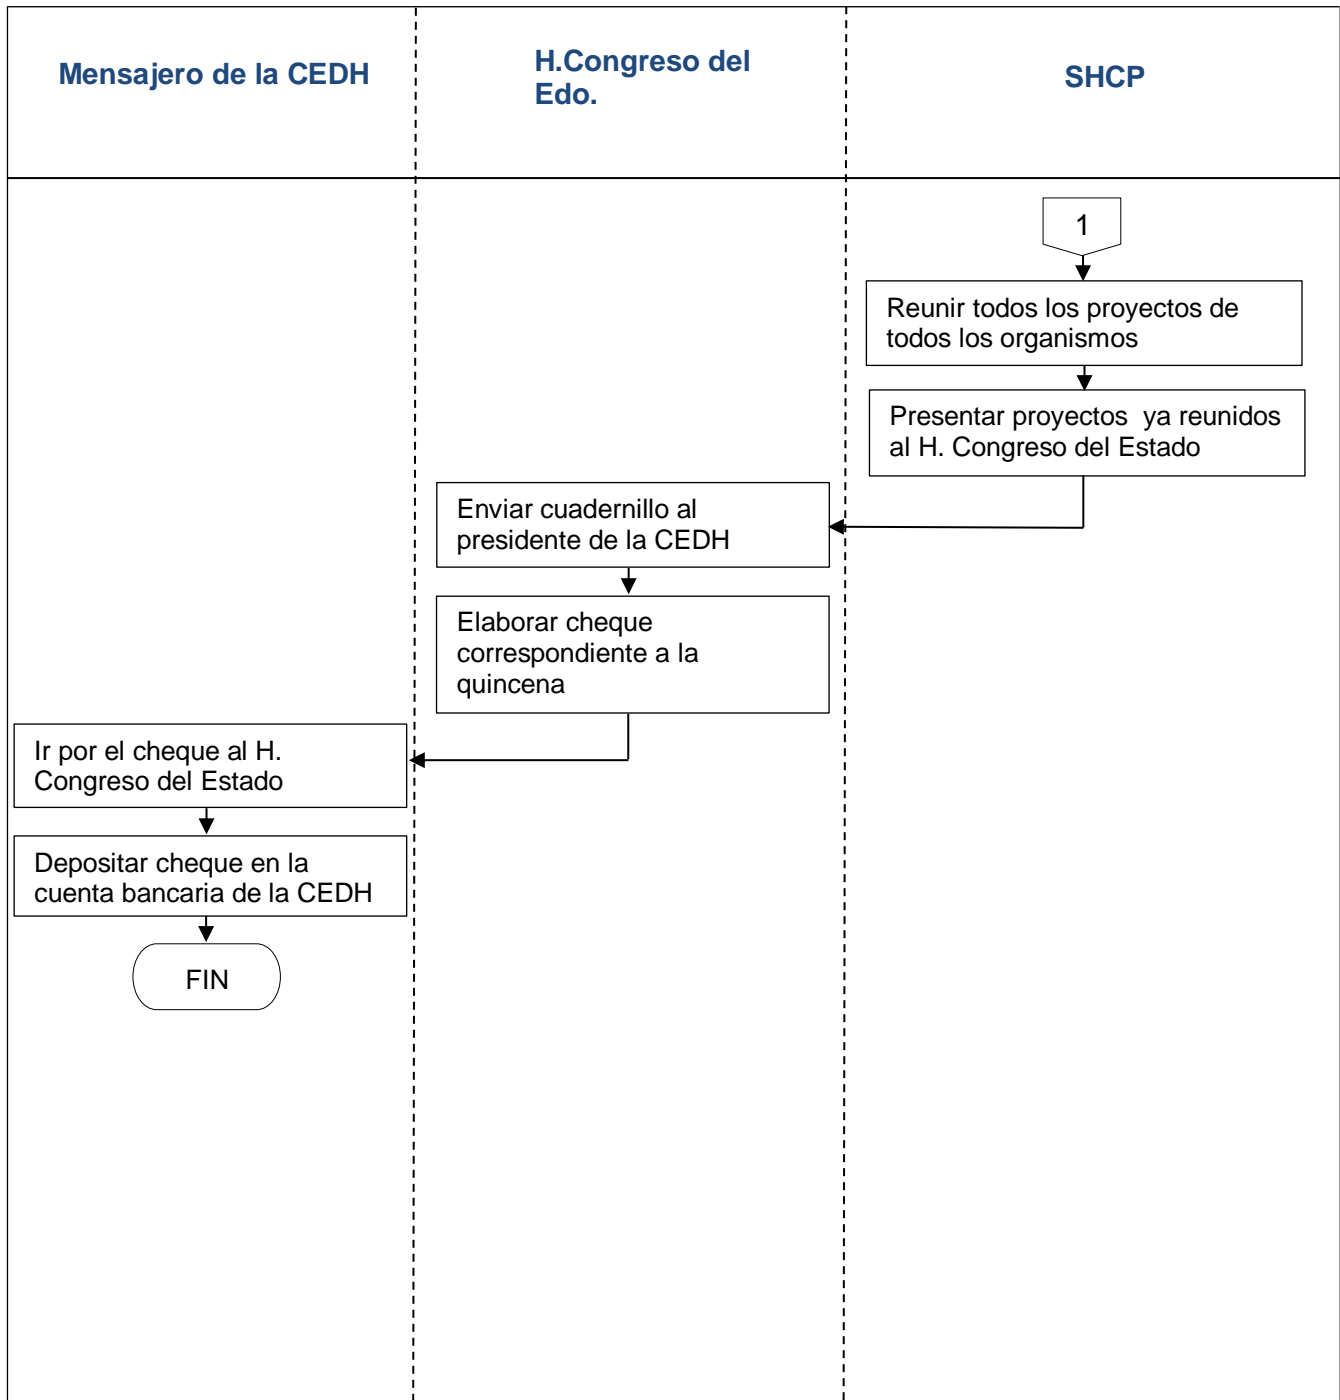 Mensajero de la CEDH
H.Congreso del
Edo.
SHCP
1
Reunir todos los proyectos de
todos los organismos
Presentar proyectos  ya reunidos
al H. Congreso del Estado
Enviar cuadernillo al
presidente de la CEDH
Elaborar cheque
correspondiente a la
quincena
Ir por el cheque al H.
Congreso del Estado
Depositar cheque en la
cuenta bancaria de la CEDH
FIN